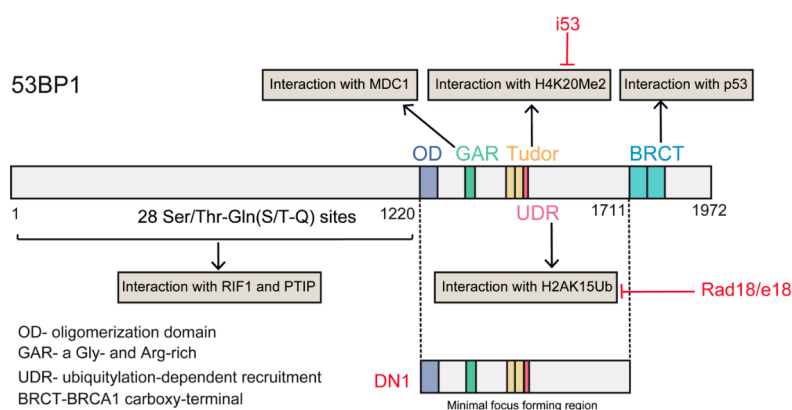 i53
53BP1
Interaction with MDC1
Interaction with H4K20Me2
Interaction with p53
OD GAR Tudor BRCT
1 28 Ser/Thr-Gln(S/T-Q) sites 1220 UDR 1711 1972
Interaction with RIF1 and PTIP
Interaction with H2AK15Ub
Rad18/e18
OD- oligomerization domain
GAR- a Gly- and Arg-rich
UDR- ubiquitylation-dependent recruitment
BRCT-BRCA1 carboxy-terminal
DN1
Minimal focus forming region